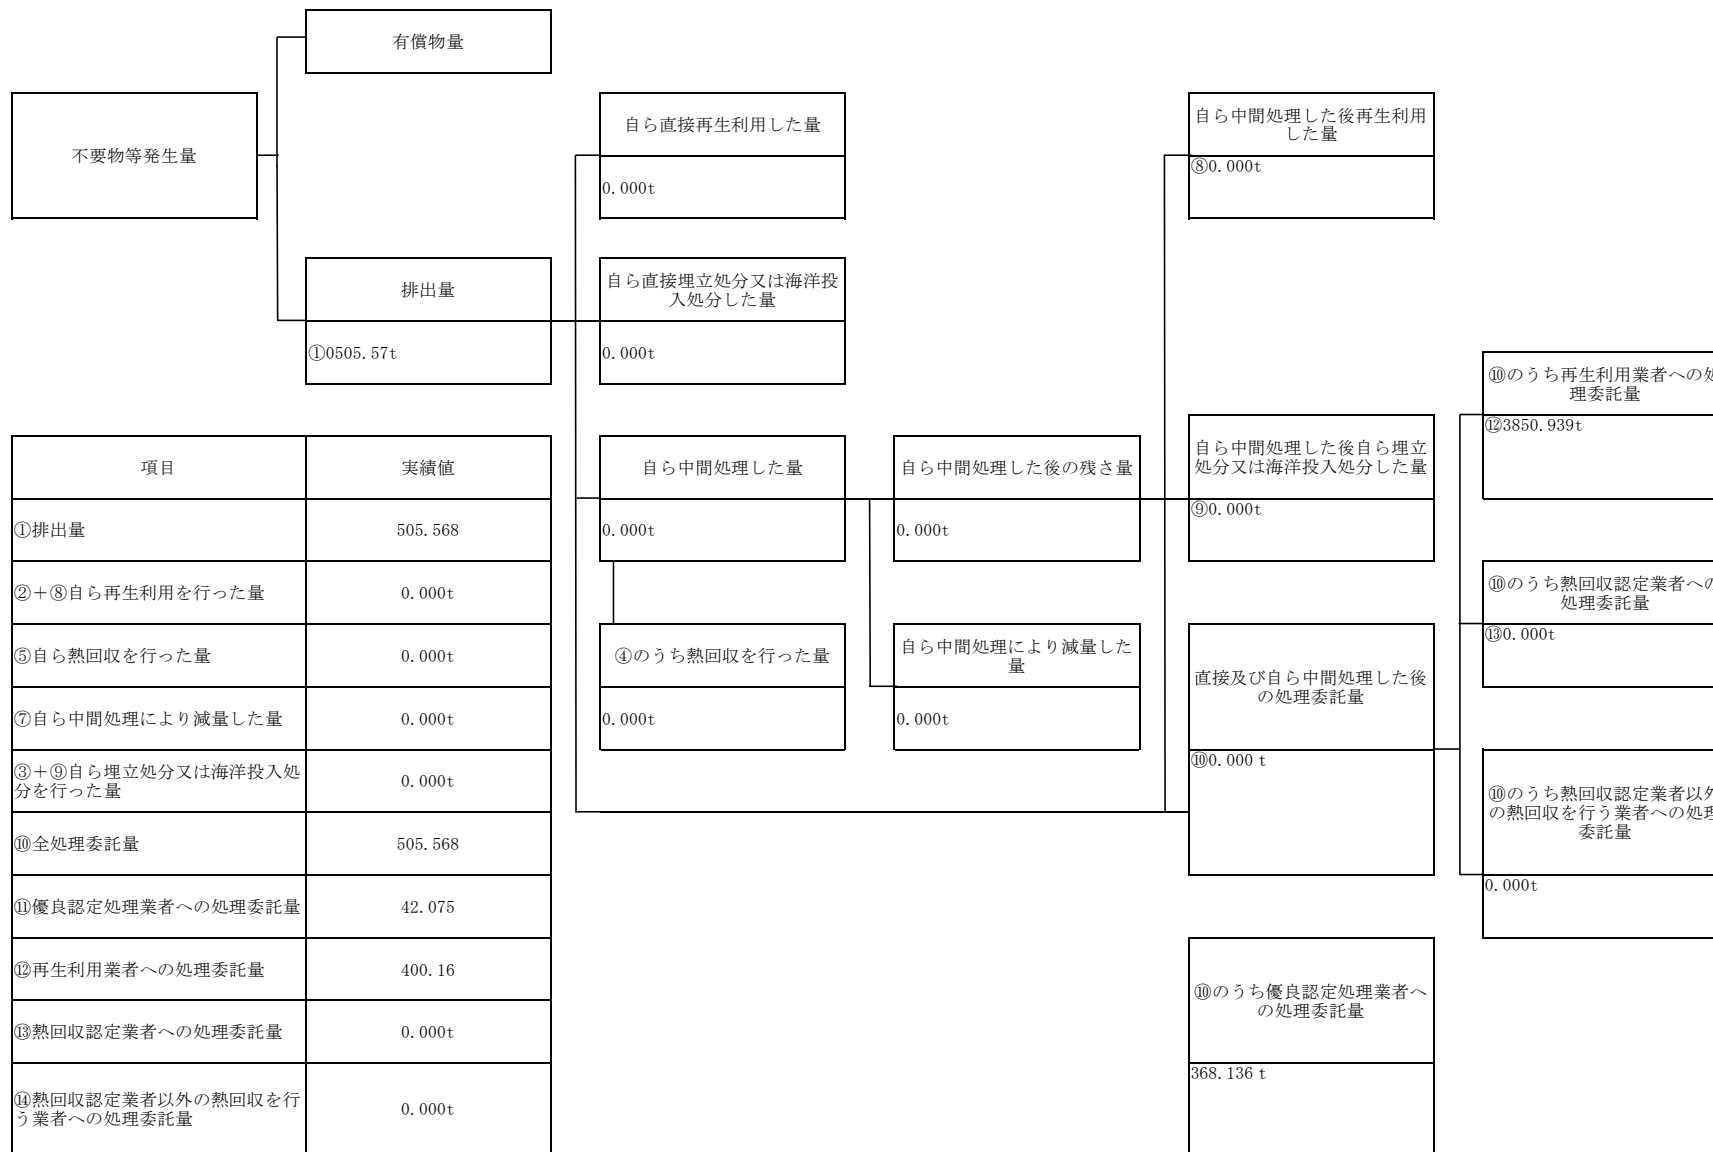 有償物量
不要物等発生量
自ら直接再生利用した量
0.000t
自ら中間処理した後再生利用
した量
⑧0.000t
排出量
①0505.57t
自ら直接埋立処分又は海洋投
入処分した量
0.000t
⑩のうち再生利用業者への処
理委託量
⑫3850.939t
自ら中間処理した量
0.000t
自ら中間処理した後の残さ量
0.000t
自ら中間処理した後自ら埋立
処分又は海洋投入処分した量
⑨0.000t
⑩のうち熱回収認定業者への
処理委託量
⑬0.000t
④のうち熱回収を行った量
0.000t
自ら中間処理により減量した
量
0.000t
直接及び自ら中間処理した後
の処理委託量
⑩0.000 t
⑩のうち熱回収認定業者以外
の熱回収を行う業者への処理
委託量
0.000t
⑩のうち優良認定処理業者へ
の処理委託量
368.136 t
項目 実績値
①排出量 505.568
②+⑧自ら再生利用を行った量 0.000t
⑤自ら熱回収を行った量 0.000t
⑦自ら中間処理により減量した量 0.000t
③+⑨自ら埋立処分又は海洋投入処
分を行った量 0.000t
⑩全処理委託量 505.568
⑪優良認定処理業者への処理委託量 42.075
⑫再生利用業者への処理委託量 400.16
⑬熱回収認定業者への処理委託量 0.000t
⑭熱回収認定業者以外の熱回収を行
う業者への処理委託量 0.000t